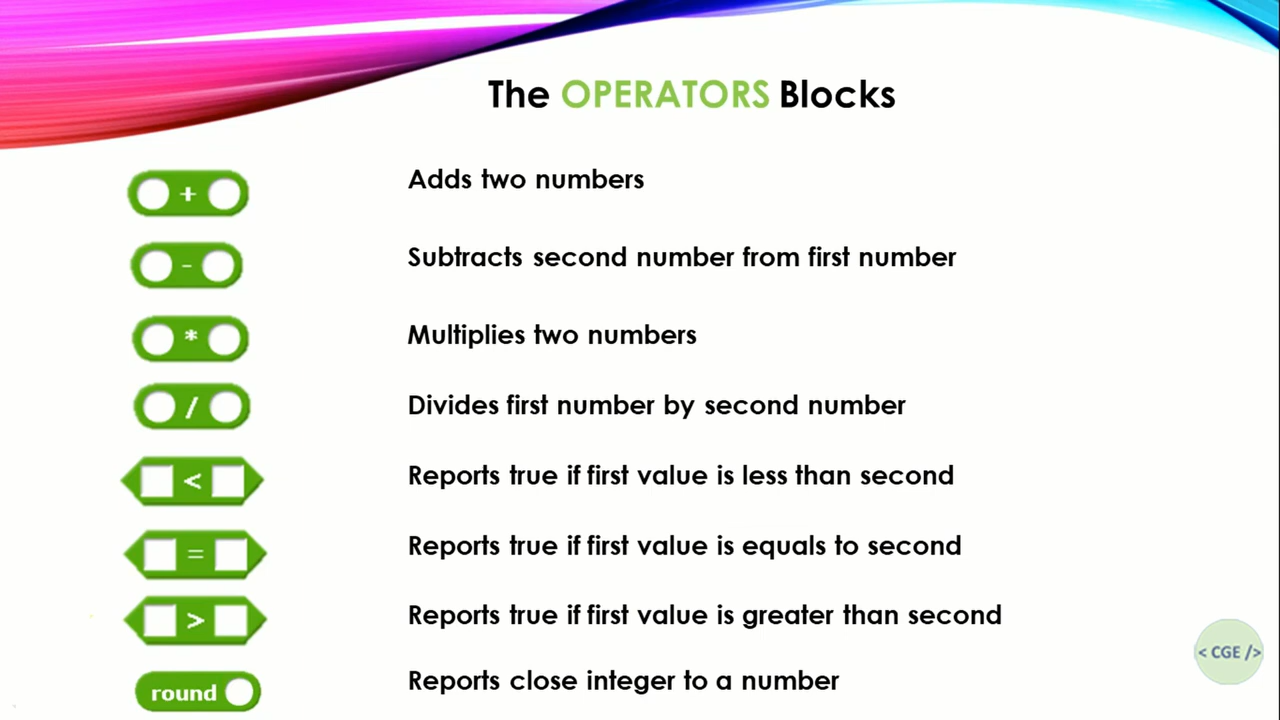 The OPERATORS Blocks
+ Adds two numbers
- Subtracts second number from first number
* Multiplies two numbers
/ Divides first number by second number
< Reports true if first value is less than second
= Reports true if first value is equals to second
> Reports true if first value is greater than second
round Reports close integer to a number
< CGE />